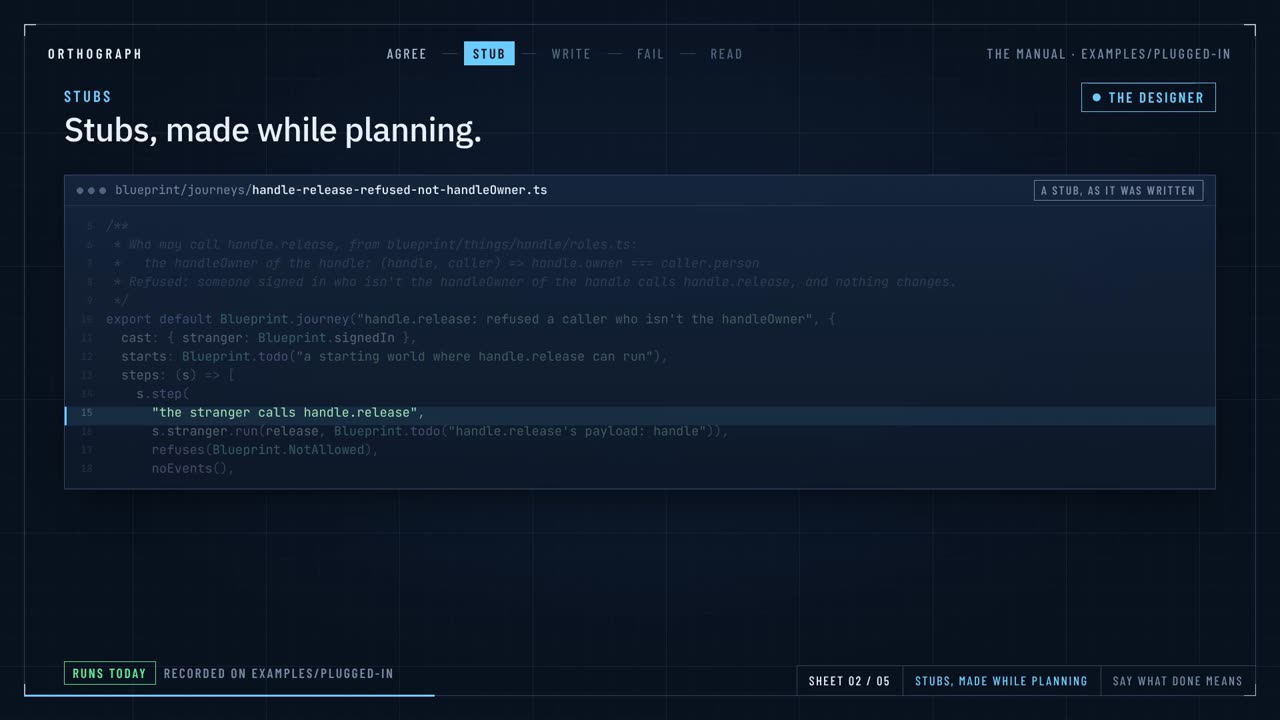 ORTHOGRAPH
AGREE — STUB — WRITE — FAIL — READ
THE MANUAL · EXAMPLES/PLUGGED-IN
STUBS
THE DESIGNER
Stubs, made while planning.
blueprint/journeys/handle-release-refused-not-handleOwner.ts
A STUB, AS IT WAS WRITTEN
5 /**
6 * Who may call handle.release, from blueprint/things/handle/roles.ts:
7 *   the handleOwner of the handle: (handle, caller) => handle.owner === caller.person
8 * Refused: someone signed in who isn't the handleOwner of the handle calls handle.release, and nothing changes.
9 */
10 export default Blueprint.journey("handle.release: refused a caller who isn't the handleOwner", {
11   cast: { stranger: Blueprint.signedIn },
12   starts: Blueprint.todo("a starting world where handle.release can run"),
13   steps: (s) => [
14     s.step(
15       "the stranger calls handle.release",
16       s.stranger.run(release, Blueprint.todo("handle.release's payload: handle")),
17       refuses(Blueprint.NotAllowed),
18       noEvents(),
RUNS TODAY
RECORDED ON EXAMPLES/PLUGGED-IN
SHEET 02 / 05
STUBS, MADE WHILE PLANNING
SAY WHAT DONE MEANS